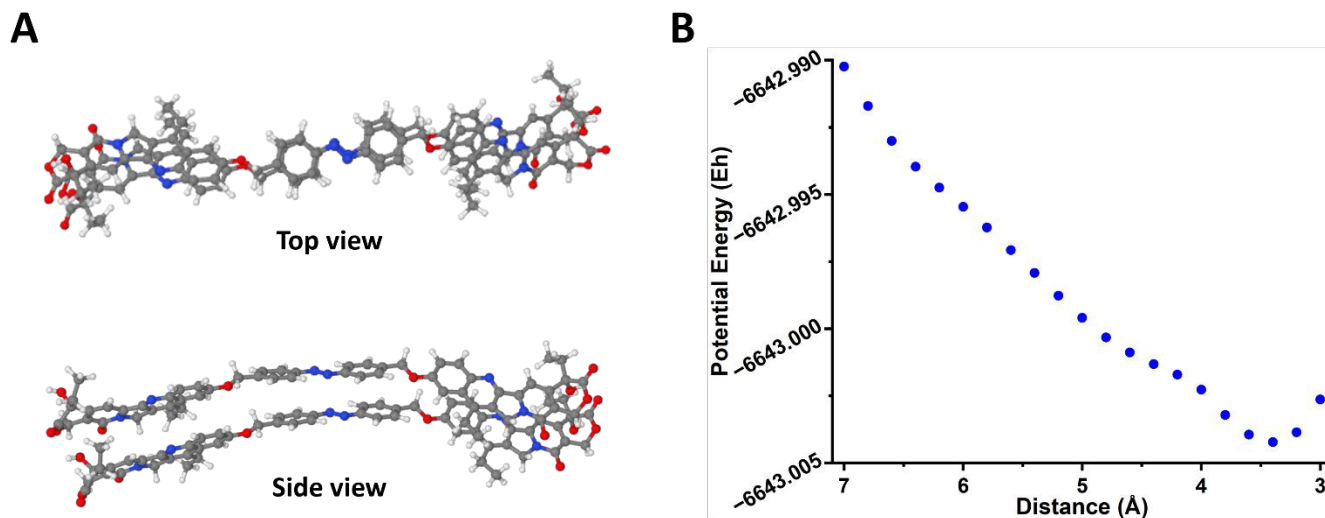 A
Top view
Side view
B
Potential Energy (Eh)
−6642.990
−6642.995
−6643.000
−6643.005
7
6
5
4
3
Distance (Å)